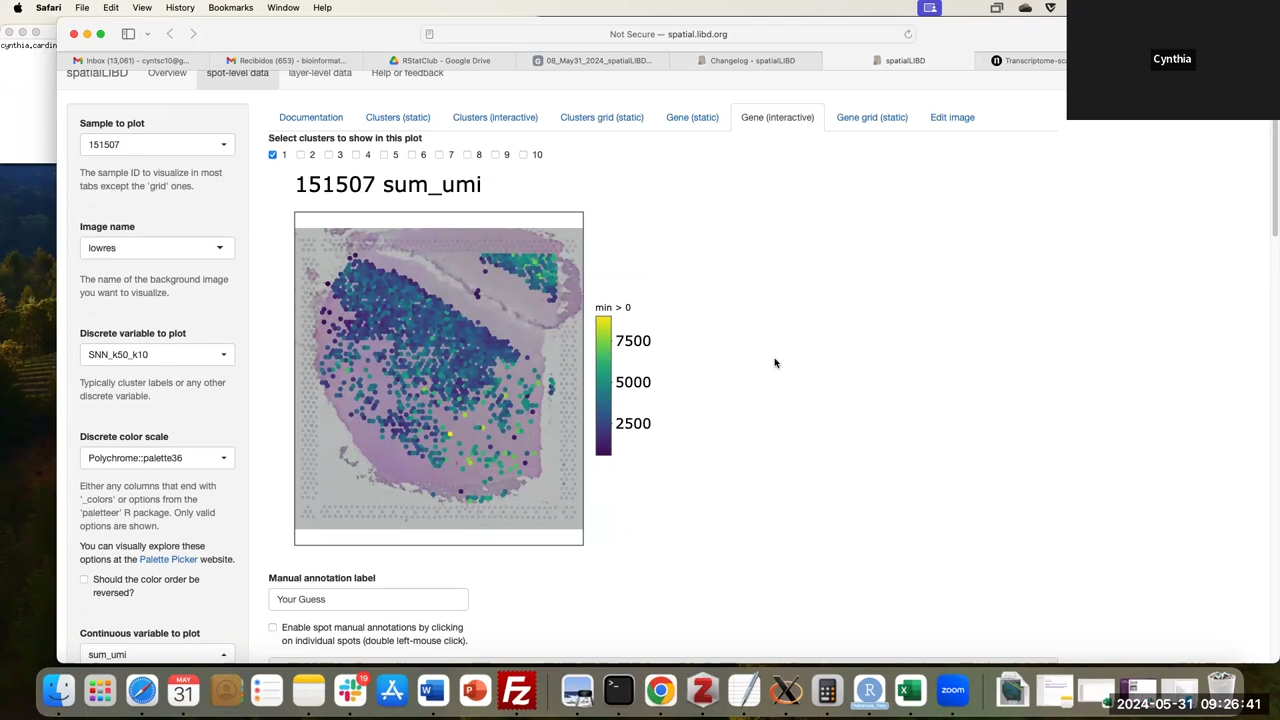 Safari File Edit View History Bookmarks Window Help
Not Secure — spatial.libd.org
Inbox (13,061) - cyntsc10@g...
Recibidos (653) - bioinformat...
RStatClub - Google Drive
08_May31_2024_spatialLIBD...
Changelog • spatialLIBD
spatialLIBD
Cynthia
spatialLIBD Overview spot-level data layer-level data Help or feedback
Documentation Clusters (static) Clusters (interactive) Clusters grid (static) Gene (static) Gene (interactive) Gene grid (static) Edit image
Sample to plot
151507
The sample ID to visualize in most
tabs except the 'grid' ones.
Image name
lowres
The name of the background image
you want to visualize.
Discrete variable to plot
SNN_k50_k10
Typically cluster labels or any other
discrete variable.
Discrete color scale
Polychrome::palette36
Either any columns that end with
'_colors' or options from the
'paletteer' R package. Only valid
options are shown.
You can visually explore these
options at the Palette Picker website.
Should the color order be
reversed?
Continuous variable to plot
sum_umi
Select clusters to show in this plot
1 2 3 4 5 6 7 8 9 10
151507 sum_umi
min > 0
7500
5000
2500
Manual annotation label
Your Guess
Enable spot manual annotations by clicking
on individual spots (double left-mouse click).
MAY
31
19
zoom
2024-05-31 09:26:41